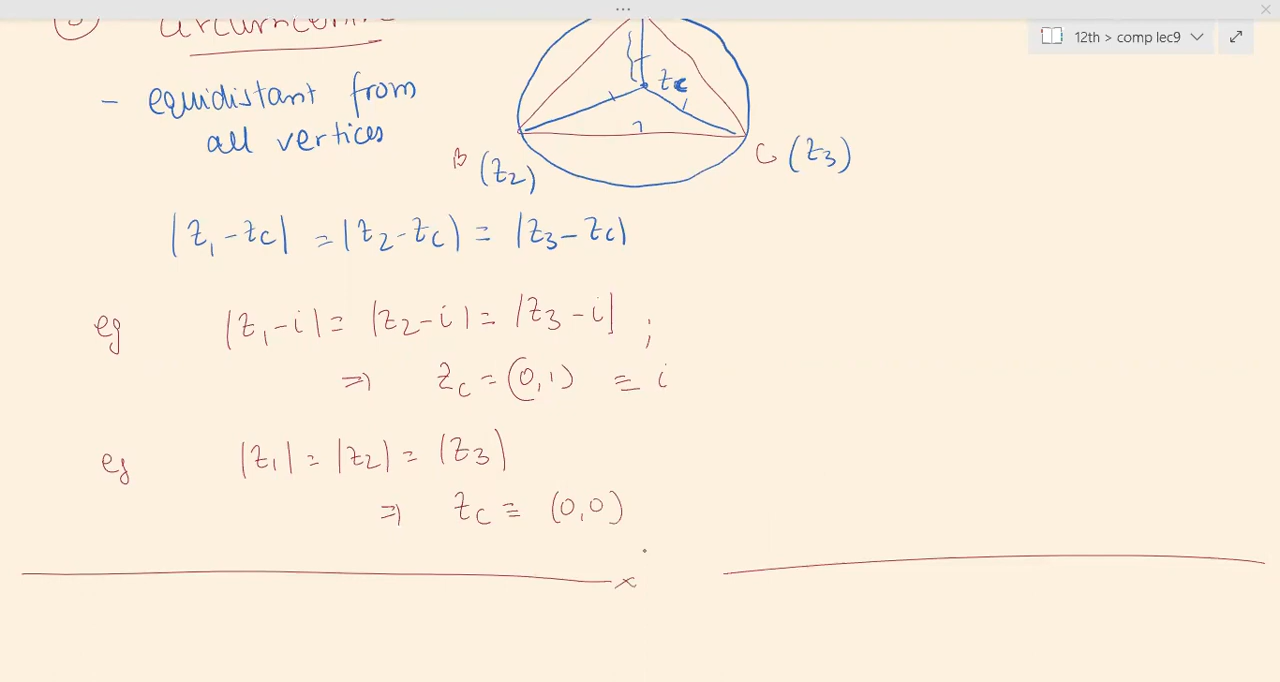 12th > comp lec9
- equidistant from
all vertices
zc
B (z2)
C (z3)
|z1 - zc| = |z2 - zc| = |z3 - zc|
eg |z1 - i| = |z2 - i| = |z3 - i| ;
⇒ zc = (0,1) ≡ i
eg |z1| = |z2| = |z3|
⇒ zc ≡ (0,0)
x